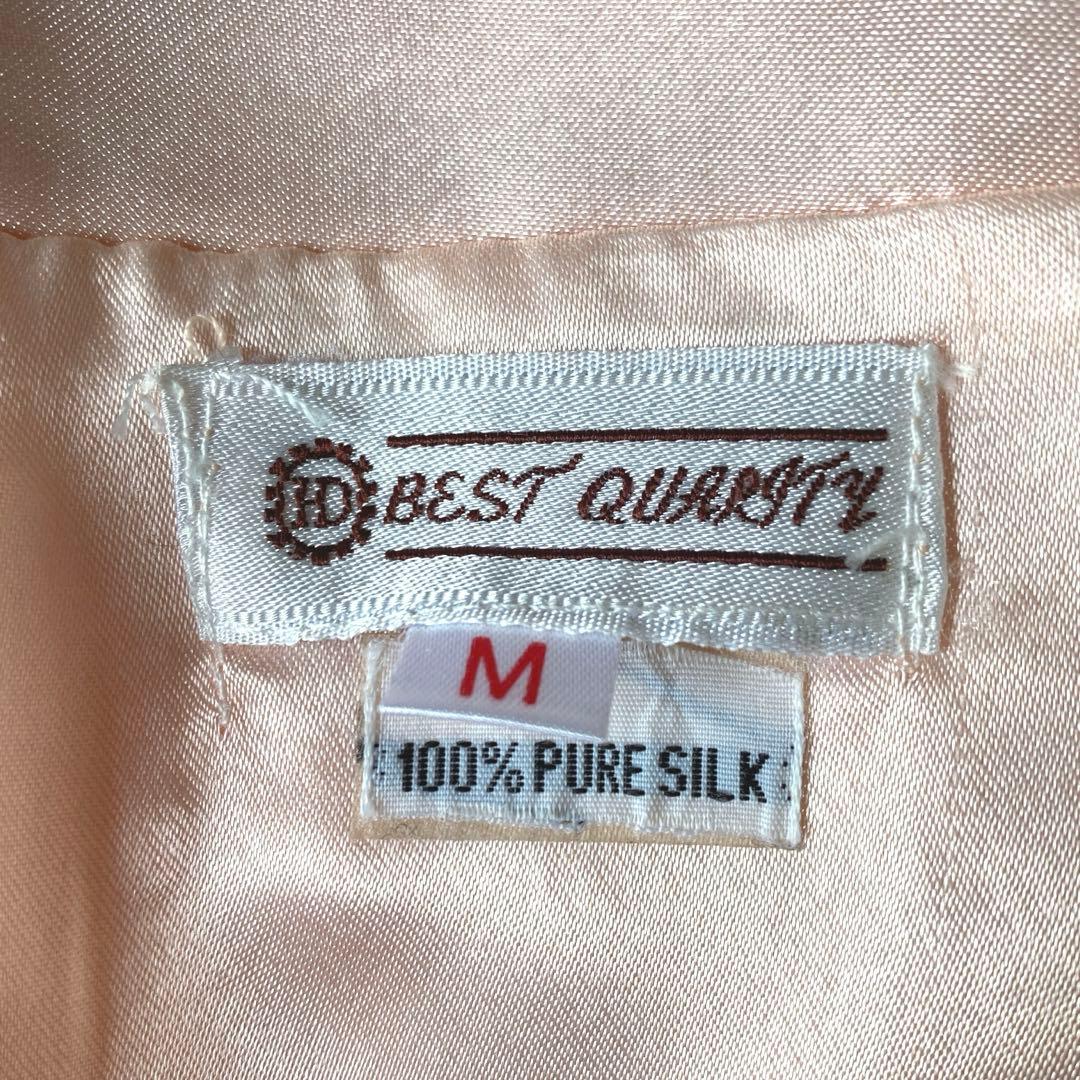 HD BEST QUARITY
M
100% PURE SILK